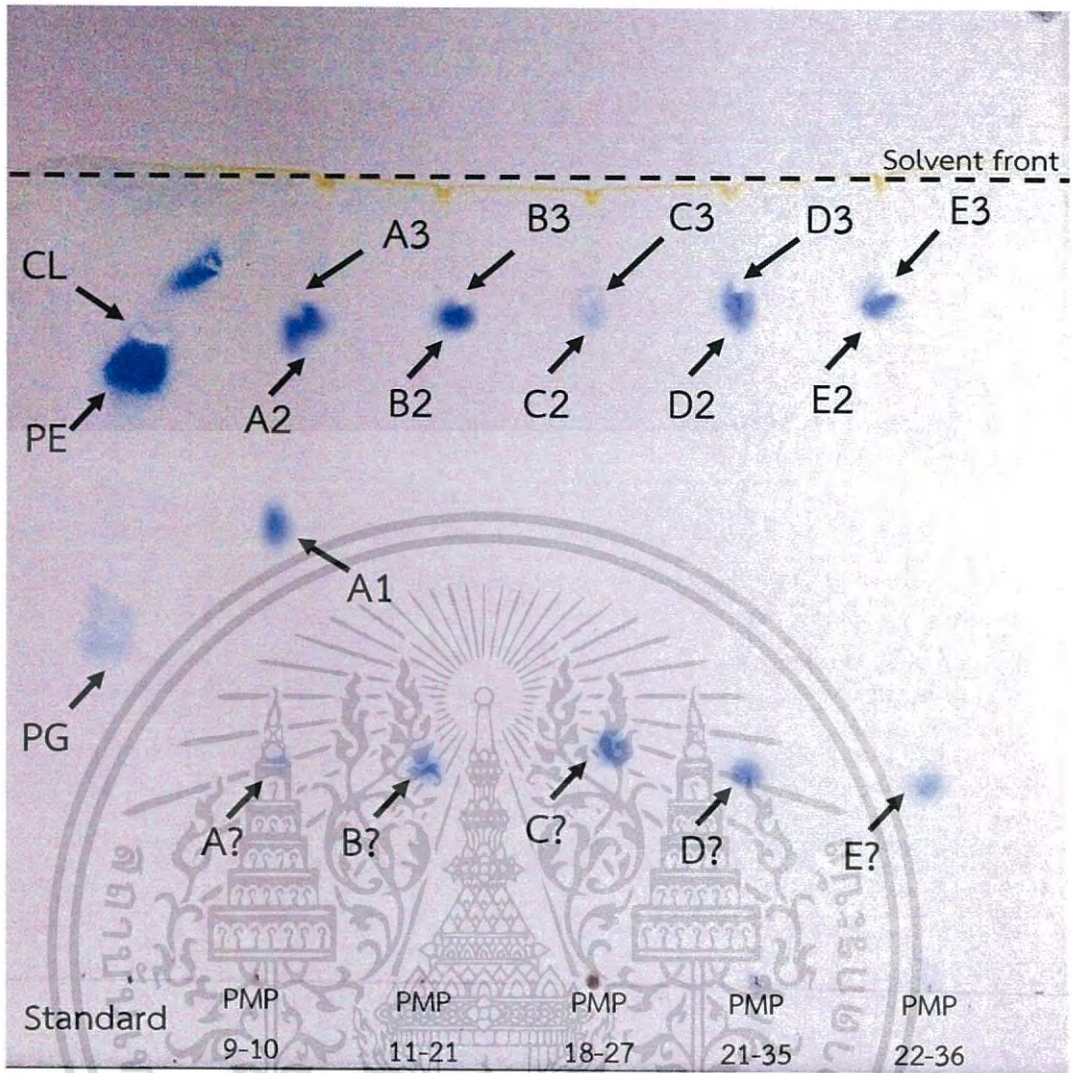 Solvent front
CL
A3
B3
C3
D3
E3
PE
A2
B2
C2
D2
E2
A1
PG
A?
B?
C?
D?
E?
Standard
PMP
9-10
PMP
11-21
PMP
18-27
PMP
21-35
PMP
22-36